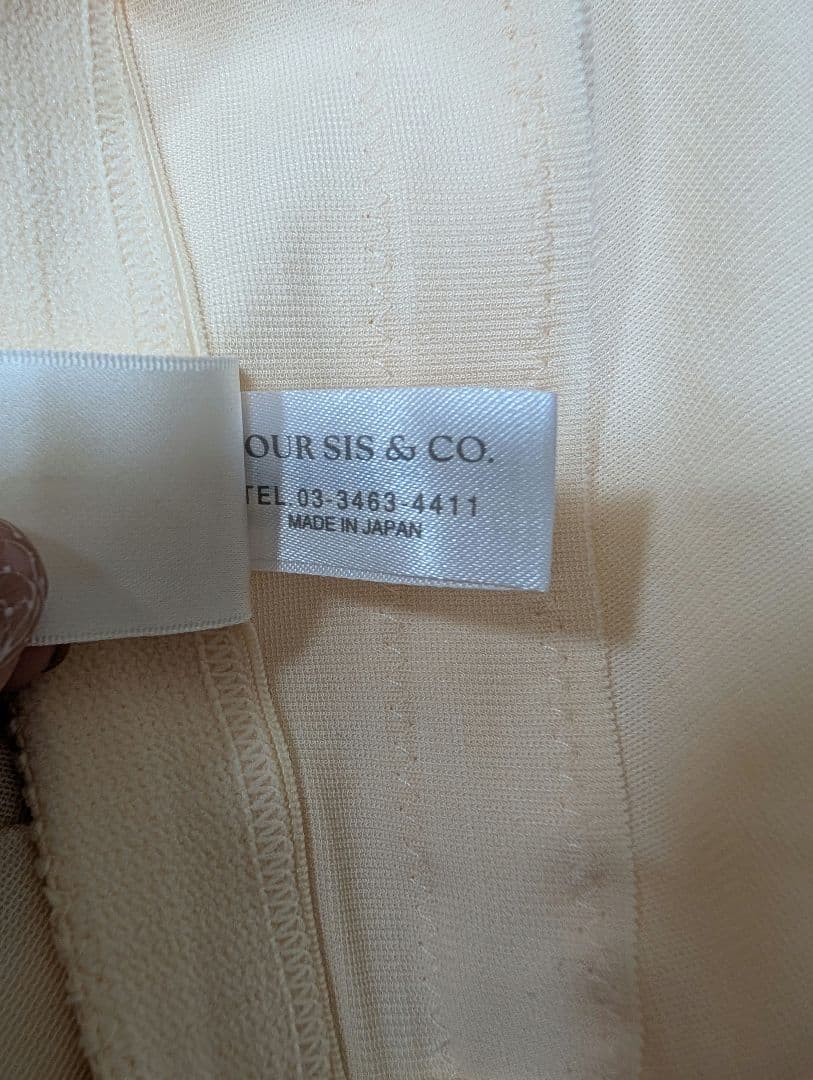 OUR SIS & CO.
TEL 03-3463-4411
MADE IN JAPAN